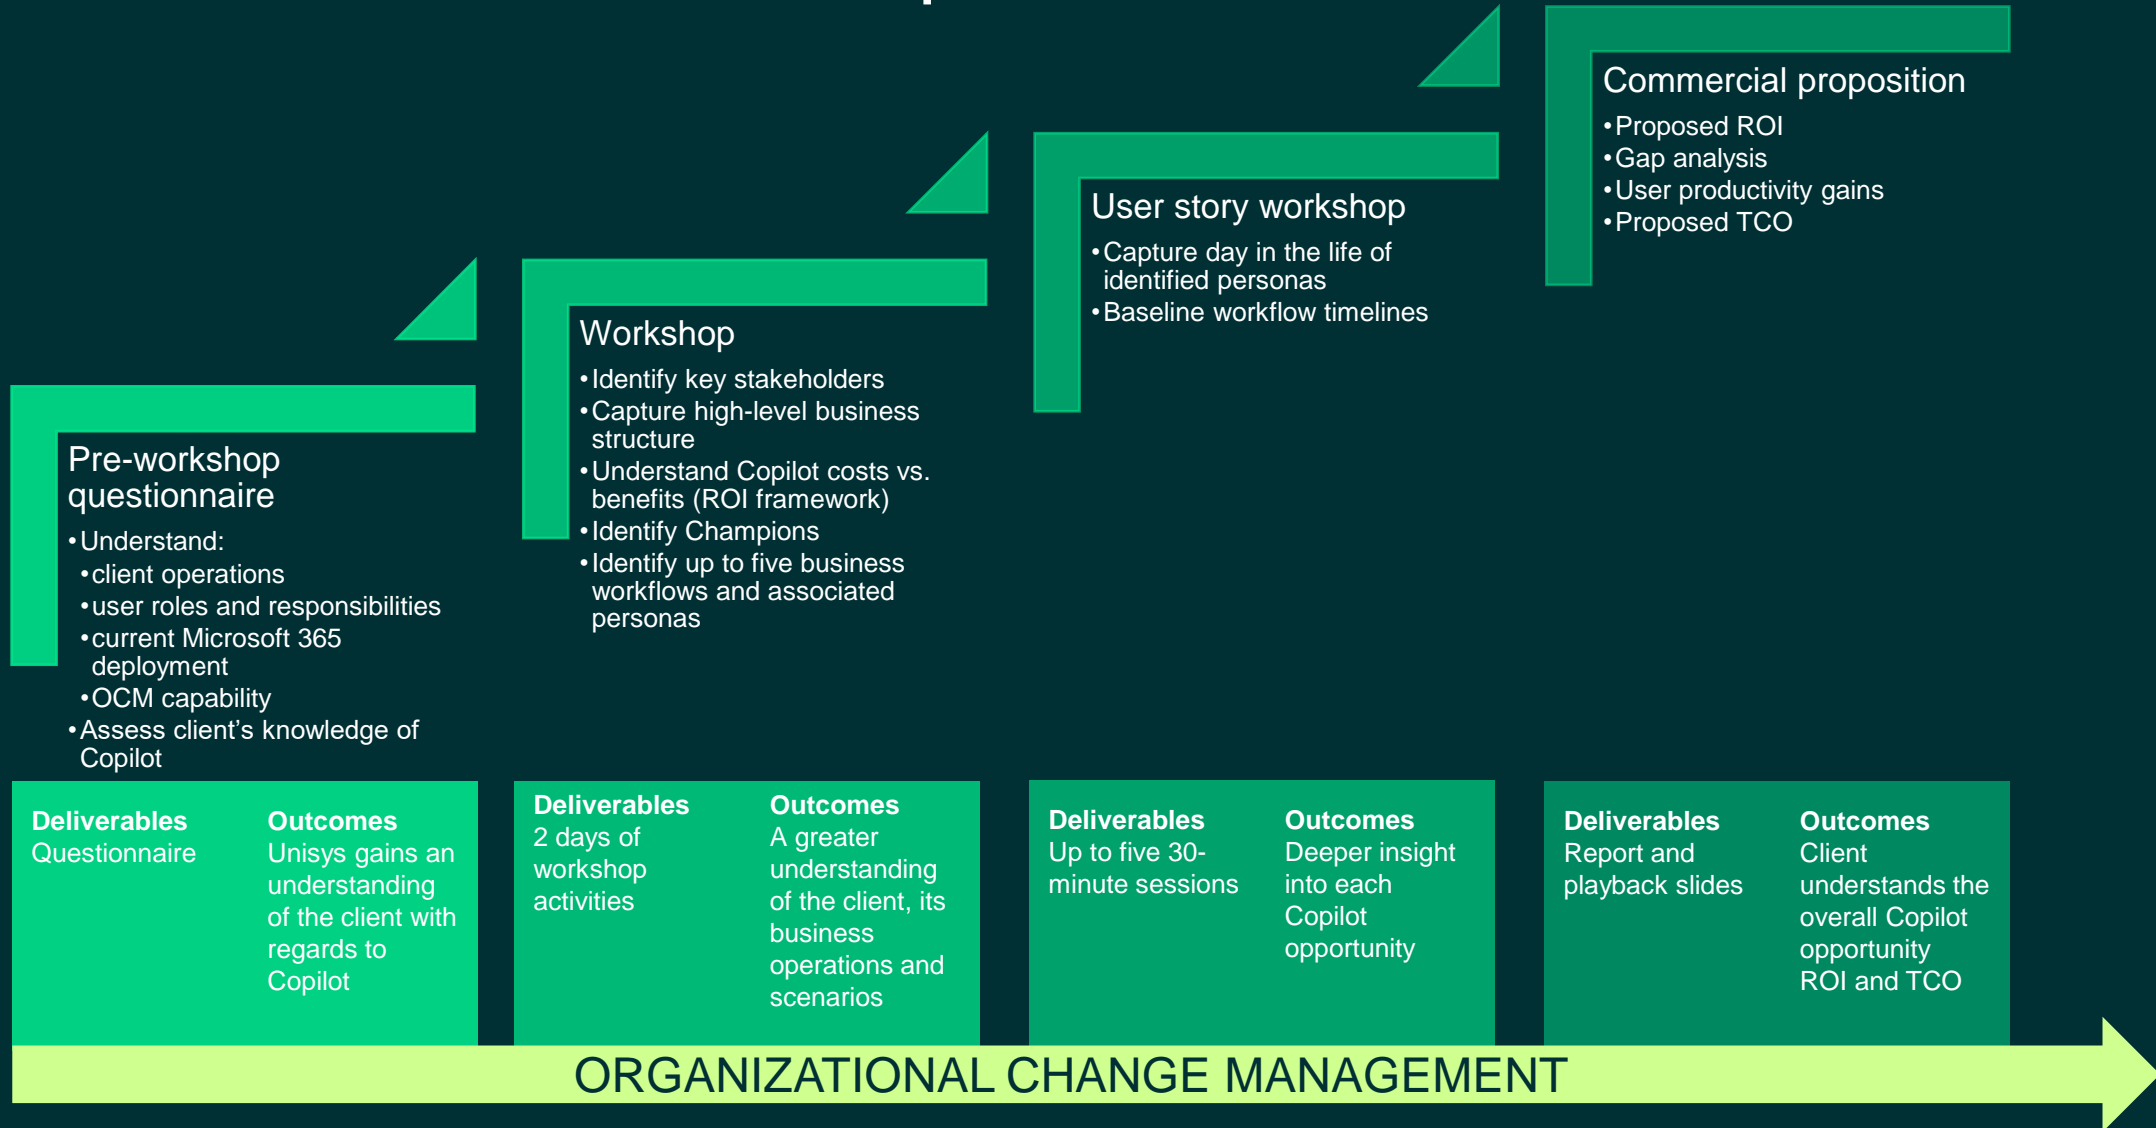 Pre-workshop
questionnaire
•Understand:
•client operations
•user roles and responsibilities
•current Microsoft 365
deployment
•OCM capability
•Assess client’s knowledge of
Copilot
Workshop
•Identify key stakeholders
•Capture high-level business
structure
•Understand Copilot costs vs.
benefits (ROI framework)
•Identify Champions
•Identify up to five business
workflows and associated
personas
User story workshop
•Capture day in the life of
identified personas
•Baseline workflow timelines
Commercial proposition
•Proposed ROI
•Gap analysis
•User productivity gains
•Proposed TCO
Deliverables
Questionnaire
Outcomes
Unisys gains an
understanding
of the client with
regards to
Copilot
Deliverables
2 days of
workshop
activities
Outcomes
A greater
understanding
of the client, its
business
operations and
scenarios
Deliverables
Up to five 30-
minute sessions
Outcomes
Deeper insight
into each
Copilot
opportunity
Deliverables
Report and
playback slides
Outcomes
Client
understands the
overall Copilot
opportunity
ROI and TCO
ORGANIZATIONAL CHANGE MANAGEMENT